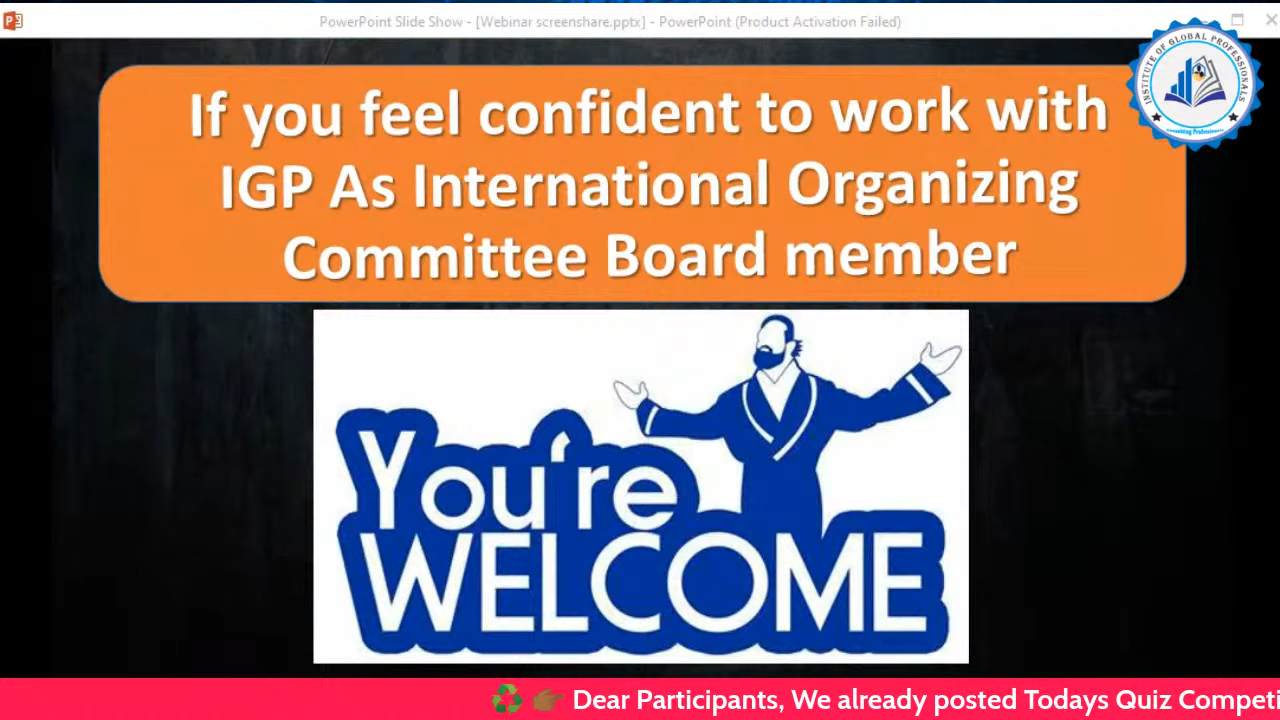 PowerPoint Slide Show - [Webinar screenshare.pptx] - PowerPoint (Product Activation Failed)
INSTITUTE OF GLOBAL PROFESSIONALS
If you feel confident to work with
IGP As International Organizing
Committee Board member
You're
WELCOME
Dear Participants, We already posted Todays Quiz Competi